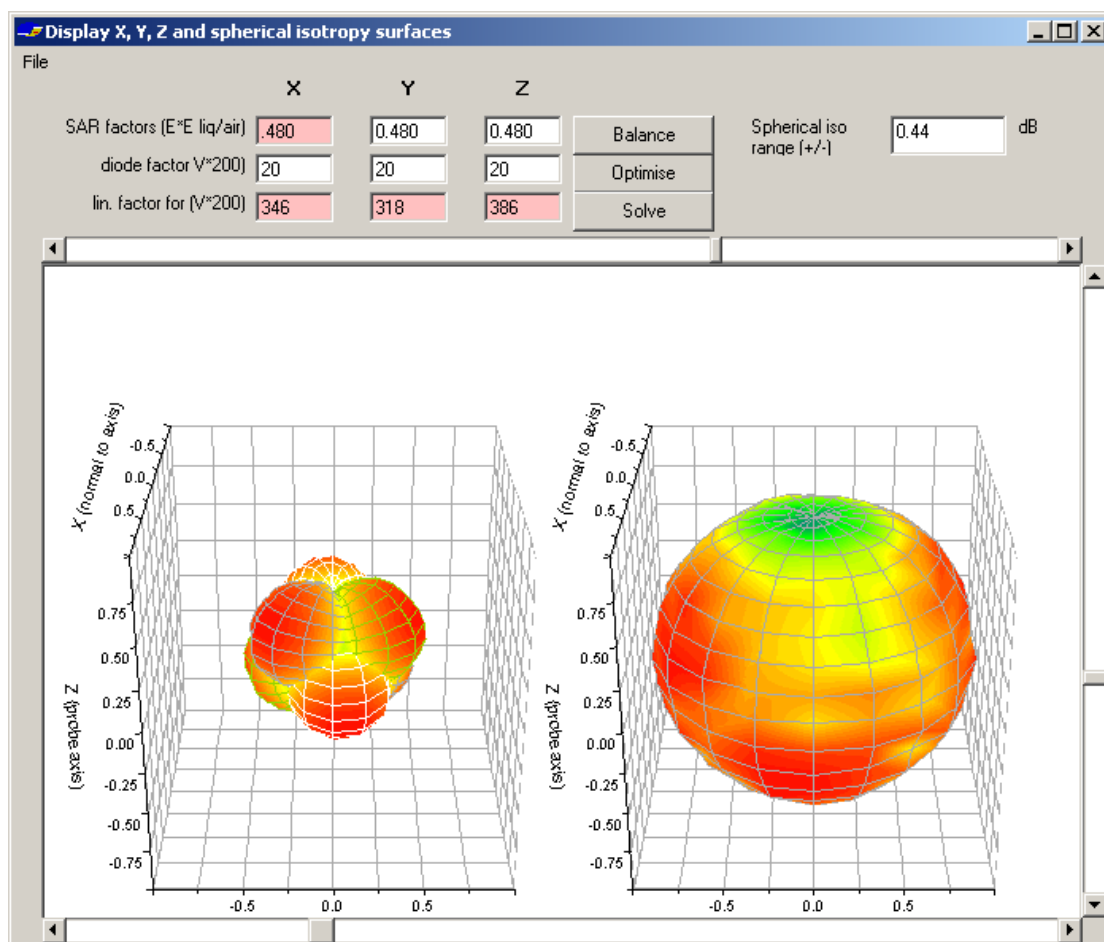 Display X, Y, Z and spherical isotropy surfaces
File
X Y Z
SAR factors (E*E liq/air) .480 0.480 0.480 Balance Spherical iso range (+/-) 0.44 dB
diode factor V*200) 20 20 20 Optimise
lin. factor for (V*200) 346 318 386 Solve
X (normal to axis) -0.5 0.0 0.5
Z (probe axis) 0.75 0.50 0.25 0.00 -0.25 -0.50 -0.75
-0.5 0.0 0.5
X (normal to axis) -0.5 0.0 0.5
Z (probe axis) 0.75 0.50 0.25 0.00 -0.25 -0.50 -0.75
-0.5 0.0 0.5